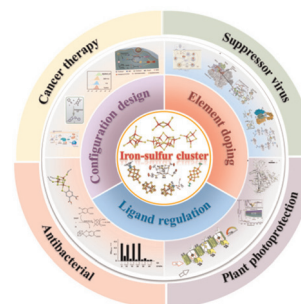 Cancer therapy
Suppressor virus
Configuration design
Element doping
Iron-sulfur cluster
Ligand regulation
Antibacterial
Plant photoprotection